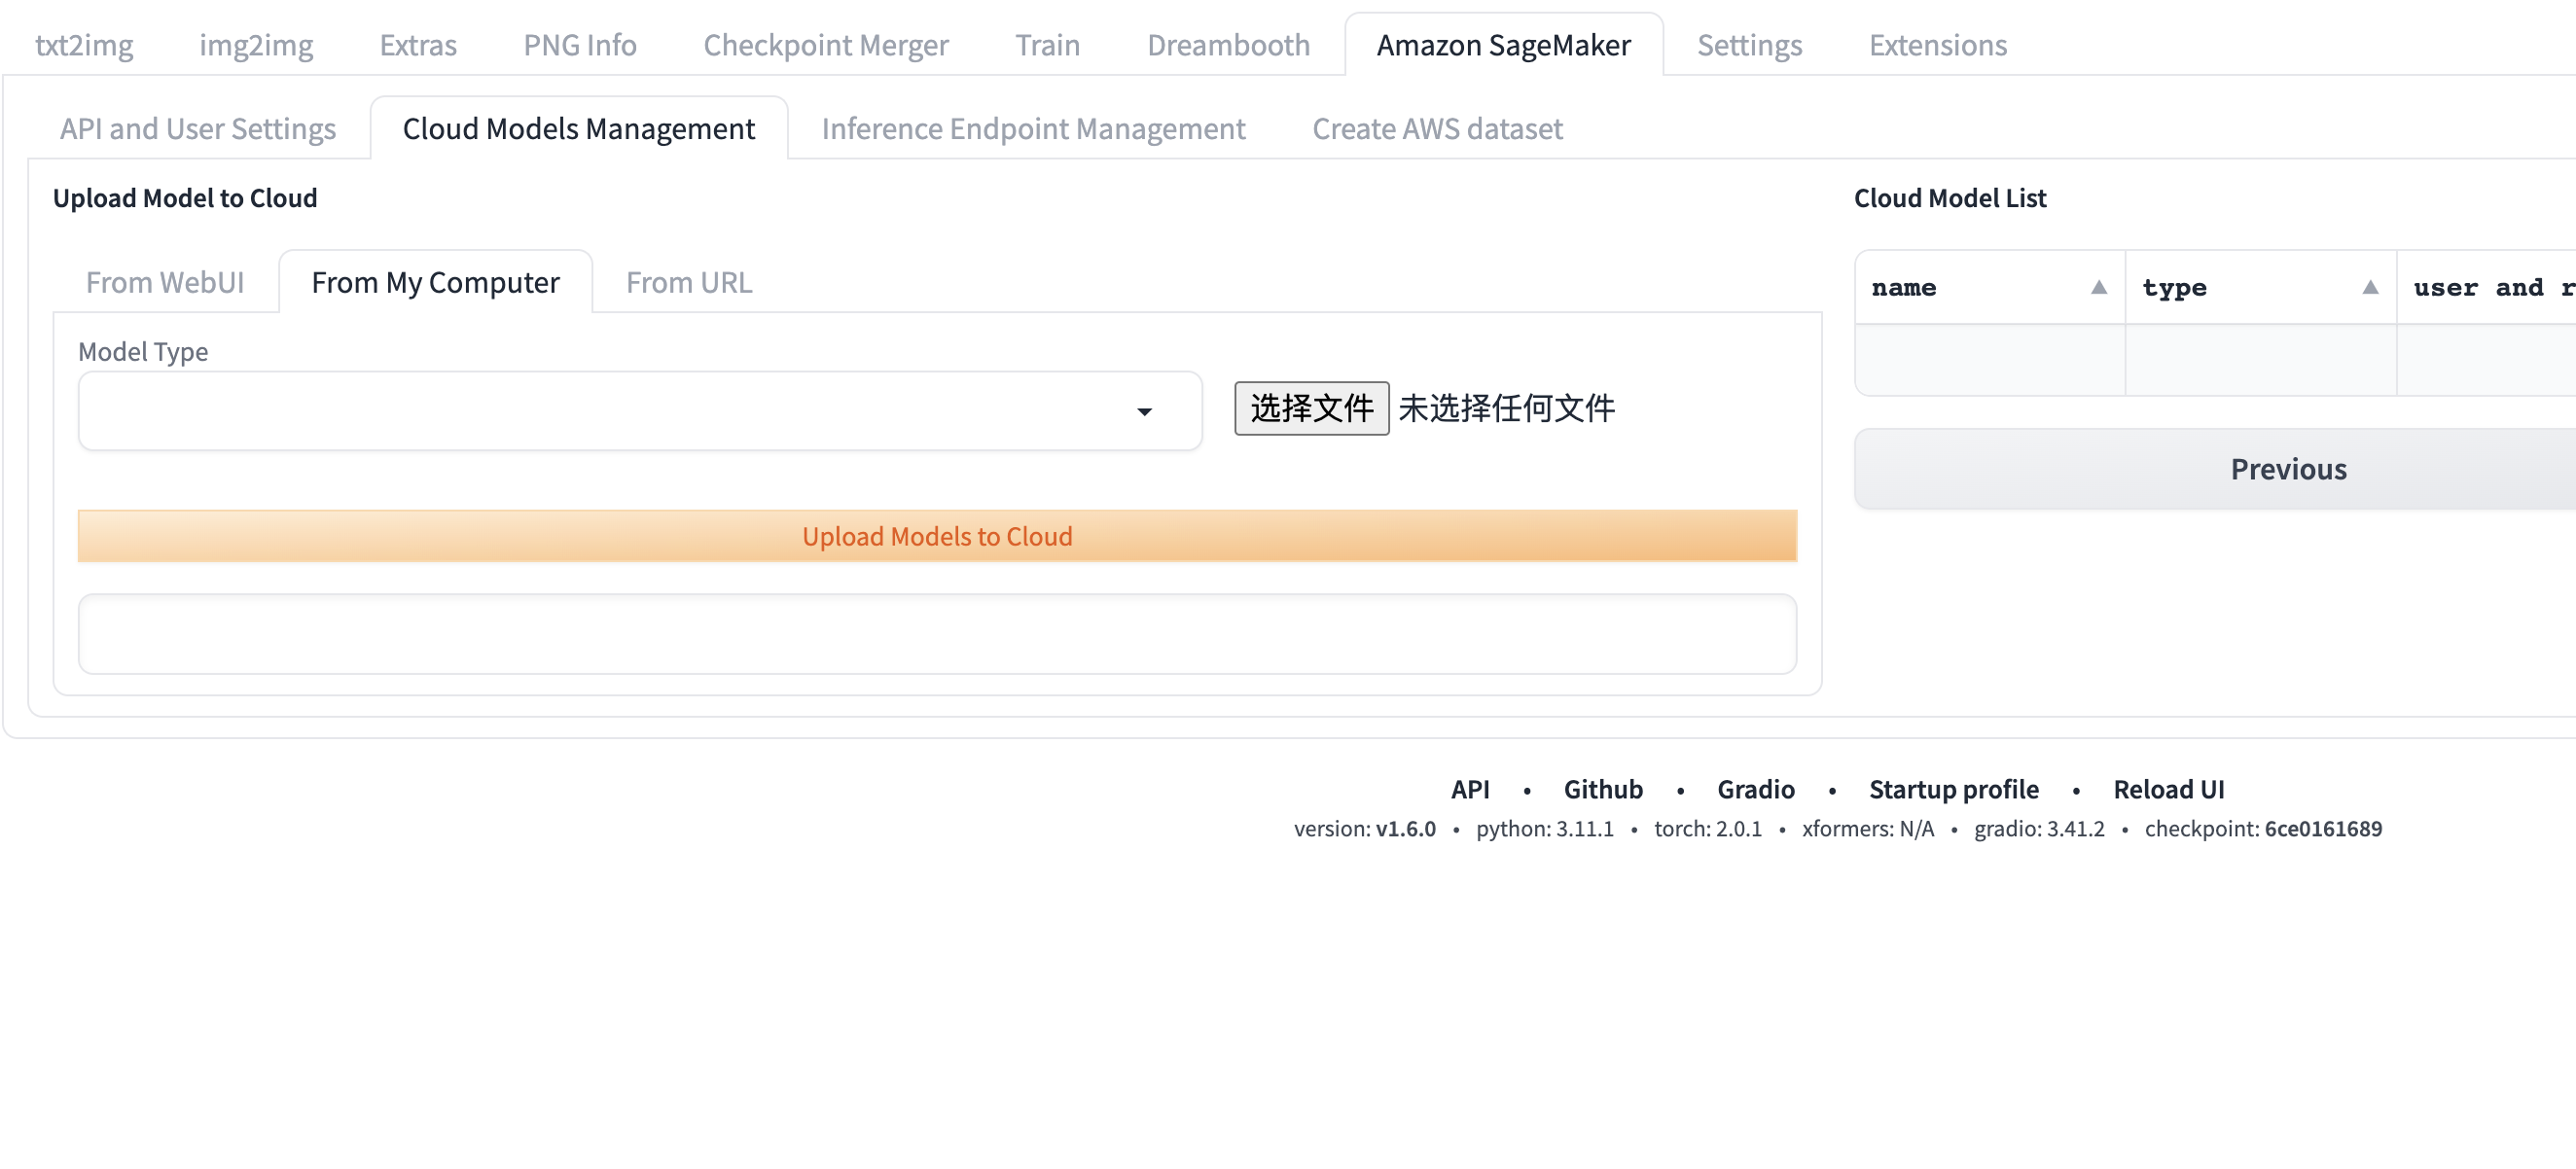 txt2img img2img Extras PNG Info Checkpoint Merger Train Dreambooth Amazon SageMaker Settings Extensions
API and User Settings Cloud Models Management Inference Endpoint Management Create AWS dataset
Upload Model to Cloud
From WebUI From My Computer From URL
Model Type
选择文件 未选择任何文件
Upload Models to Cloud
Cloud Model List
name type user and r
Previous
API • Github • Gradio • Startup profile • Reload UI
version: v1.6.0 • python: 3.11.1 • torch: 2.0.1 • xformers: N/A • gradio: 3.41.2 • checkpoint: 6ce0161689